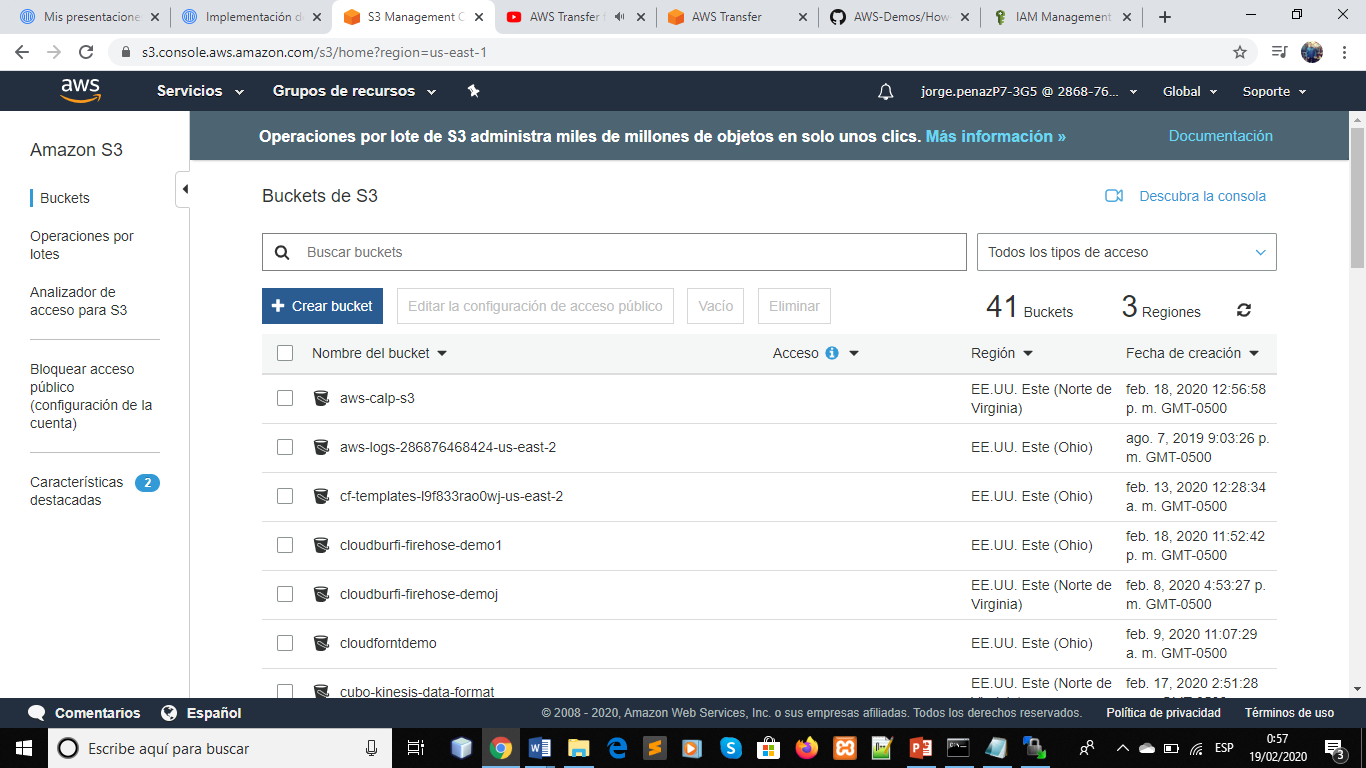 Mis presentacione
Implementación d
S3 Management C
AWS Transfer f
AWS Transfer
AWS-Demos/How
IAM Management
s3.console.aws.amazon.com/s3/home?region=us-east-1
aws
Servicios
Grupos de recursos
jorge.penazP7-3G5 @ 2868-76...
Global
Soporte
Operaciones por lote de S3 administra miles de millones de objetos en solo unos clics. Más información »
Documentación
Amazon S3
Buckets
Operaciones por
lotes
Analizador de
acceso para S3
Bloquear acceso
público
(configuración de la
cuenta)
Características
destacadas
2
Buckets de S3
Descubra la consola
Buscar buckets
Todos los tipos de acceso
+ Crear bucket
Editar la configuración de acceso público
Vacío
Eliminar
41 Buckets
3 Regiones
Nombre del bucket
Acceso
Región
Fecha de creación
aws-calp-s3
EE.UU. Este (Norte de
Virginia)
feb. 18, 2020 12:56:58
p. m. GMT-0500
aws-logs-286876468424-us-east-2
EE.UU. Este (Ohio)
ago. 7, 2019 9:03:26 p.
m. GMT-0500
cf-templates-l9f833rao0wj-us-east-2
EE.UU. Este (Ohio)
feb. 13, 2020 12:28:34
a. m. GMT-0500
cloudburfi-firehose-demo1
EE.UU. Este (Ohio)
feb. 18, 2020 11:52:42
p. m. GMT-0500
cloudburfi-firehose-demoj
EE.UU. Este (Norte de
Virginia)
feb. 8, 2020 4:53:27 p.
m. GMT-0500
cloudforntdemo
EE.UU. Este (Ohio)
feb. 9, 2020 11:07:29
a. m. GMT-0500
cubo-kinesis-data-format
EE.UU. Este (Norte de
feb. 17, 2020 2:51:28
Comentarios
Español
© 2008 - 2020, Amazon Web Services, Inc. o sus empresas afiliadas. Todos los derechos reservados.
Política de privacidad
Términos de uso
Escribe aquí para buscar
ESP
0:57
19/02/2020
3